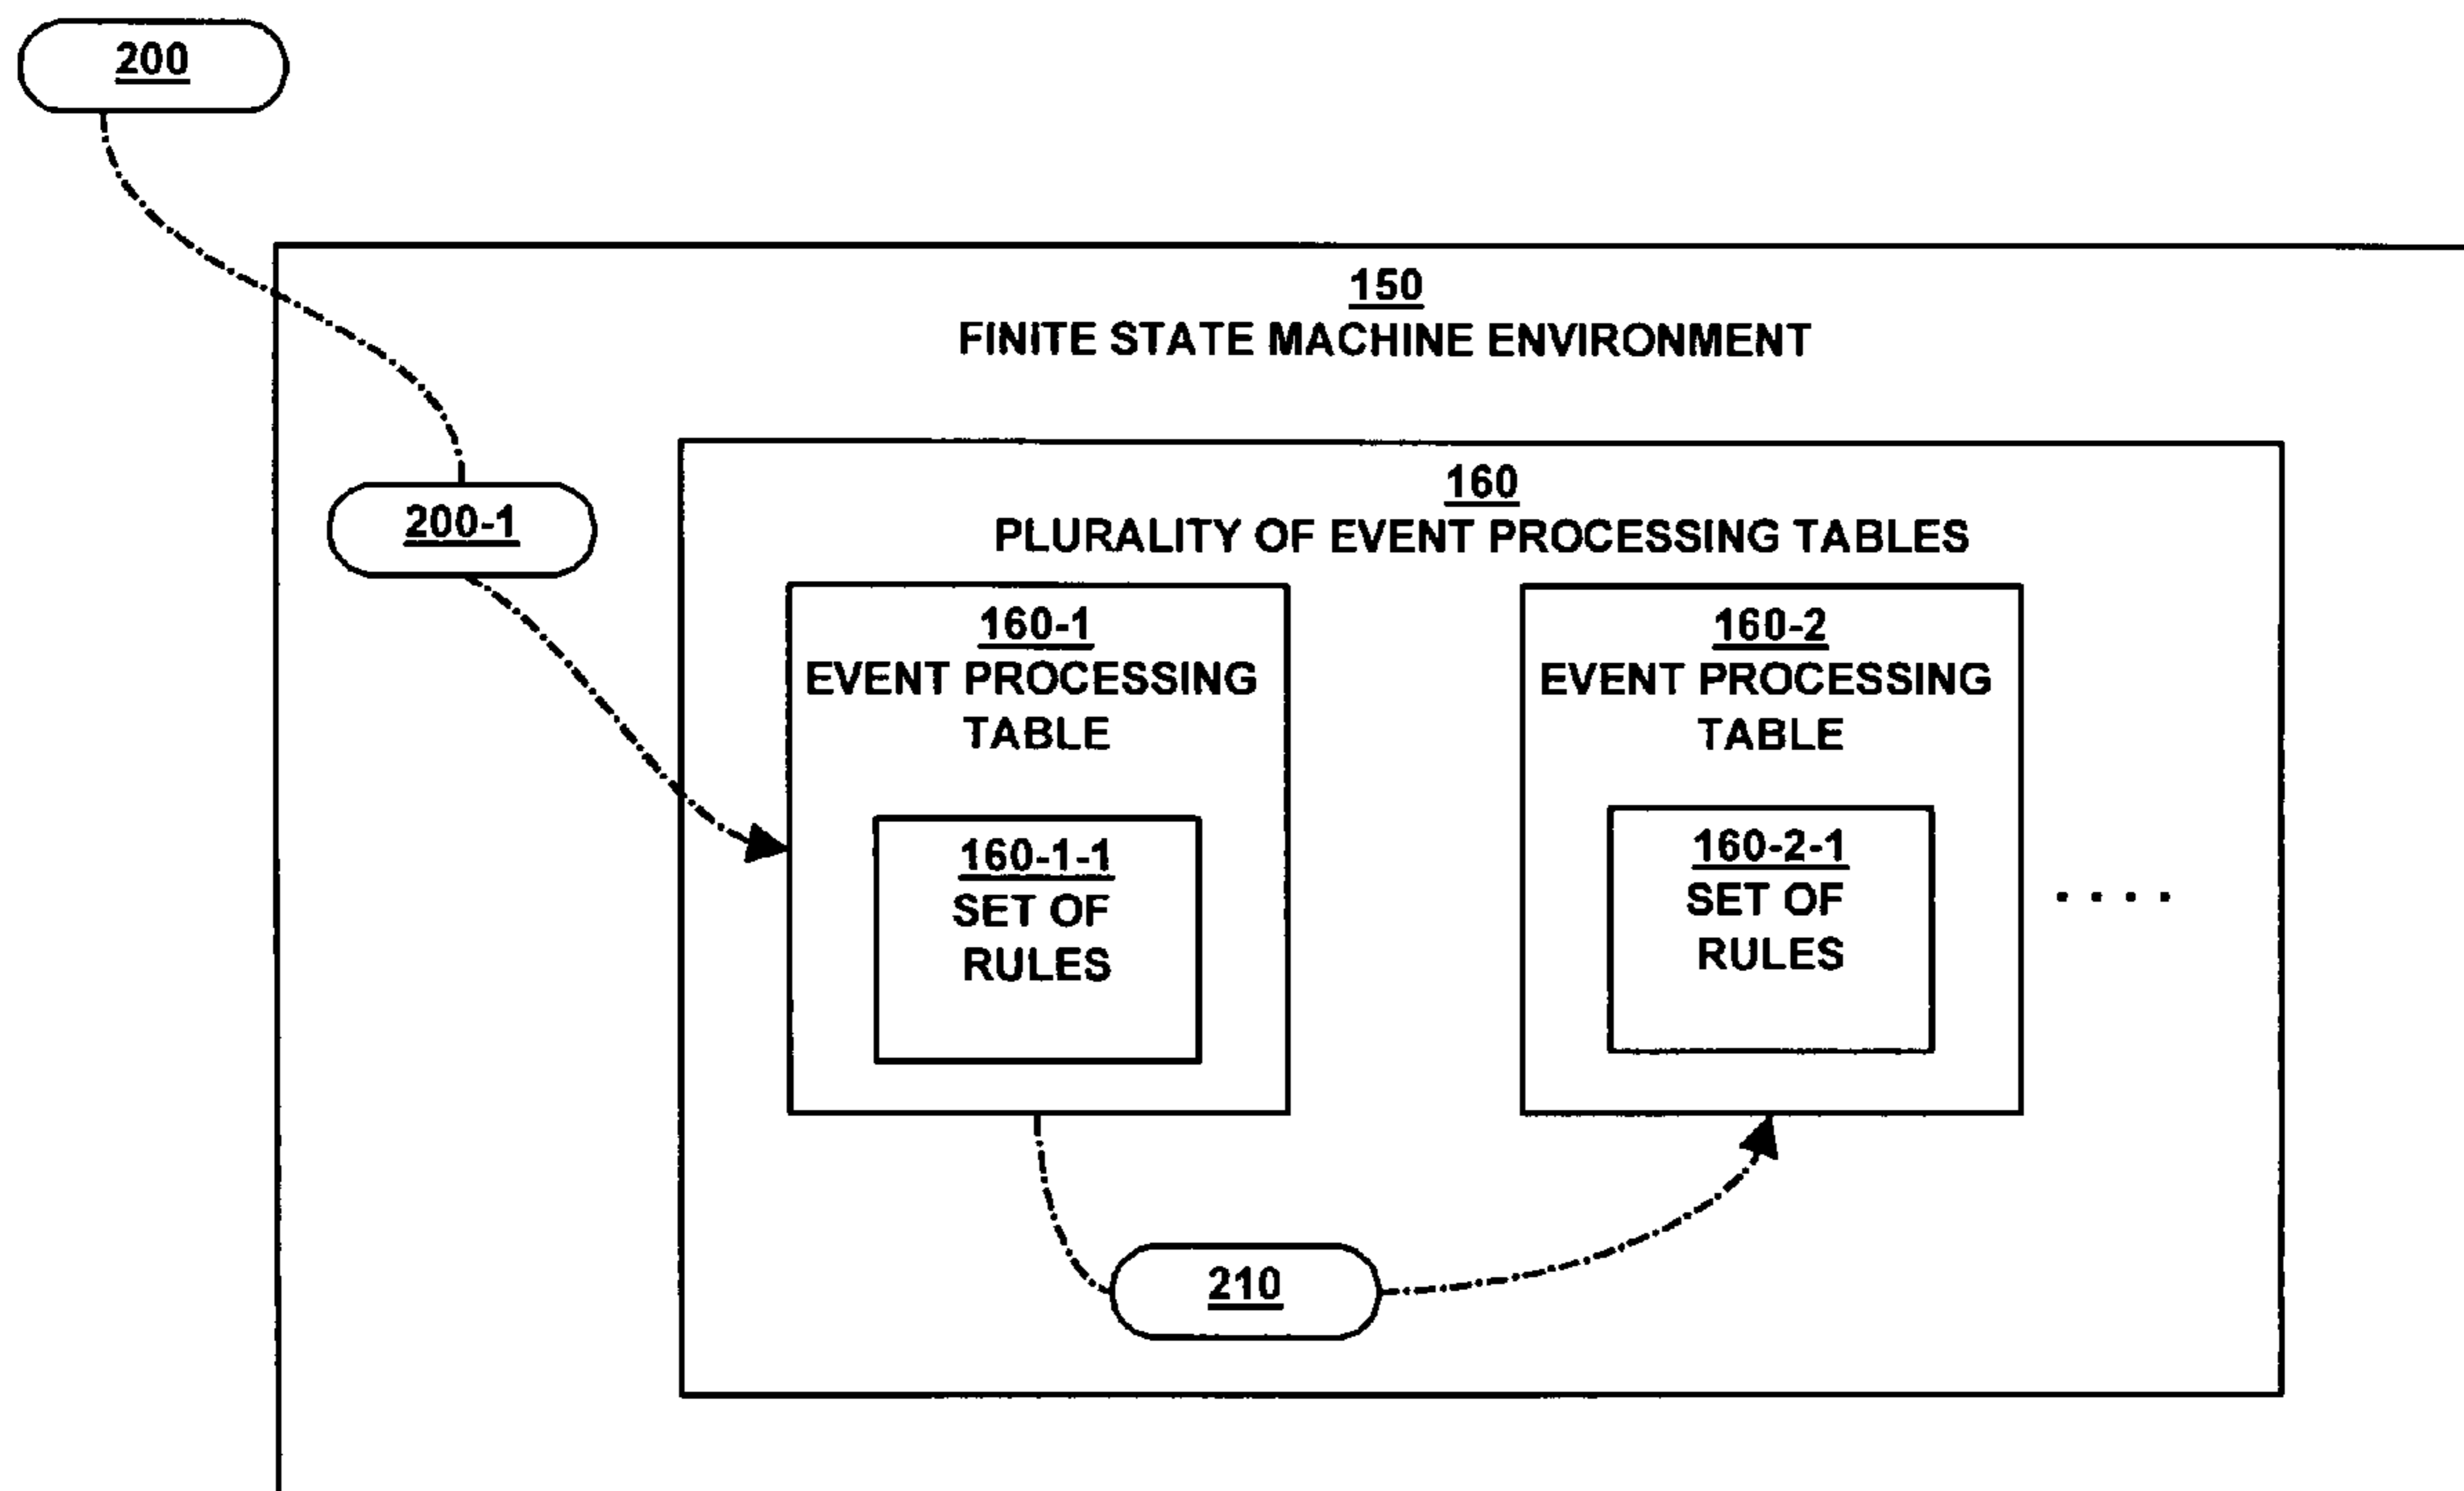 200
150
FINITE STATE MACHINE ENVIRONMENT
200-1
160
PLURALITY OF EVENT PROCESSING TABLES
160-1
EVENT PROCESSING
TABLE
160-1-1
SET OF
RULES
160-2
EVENT PROCESSING
TABLE
160-2-1
SET OF
RULES
. . . .
210